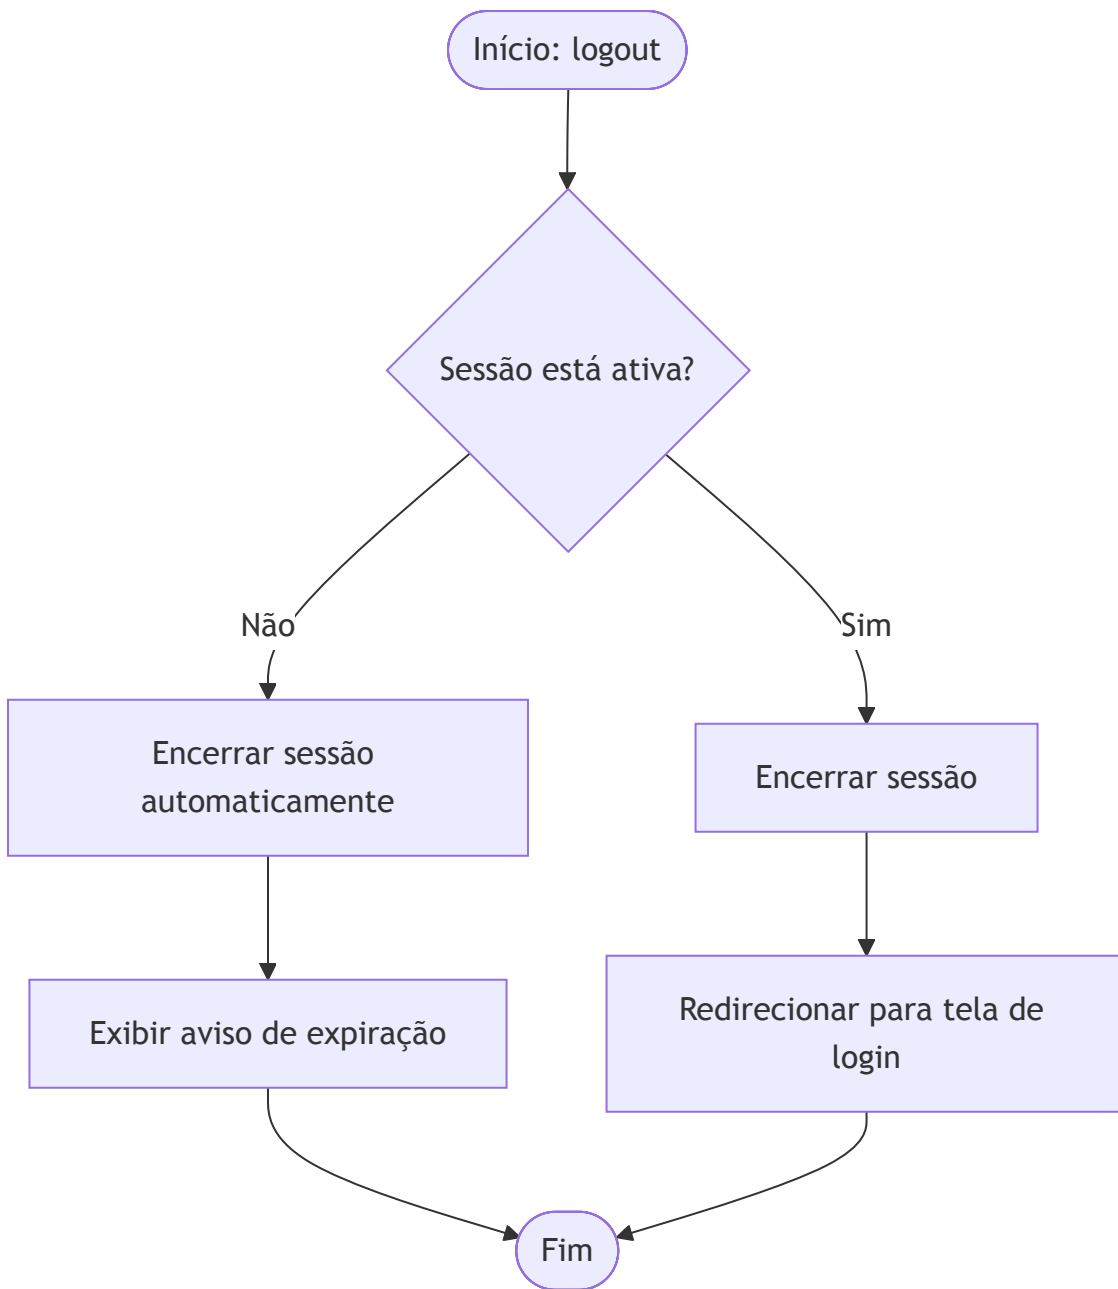 Início: logout
Sessão está ativa?
Não
Sim
Encerrar sessão
automaticamente
Encerrar sessão
Exibir aviso de expiração
Redirecionar para tela de
login
Fim